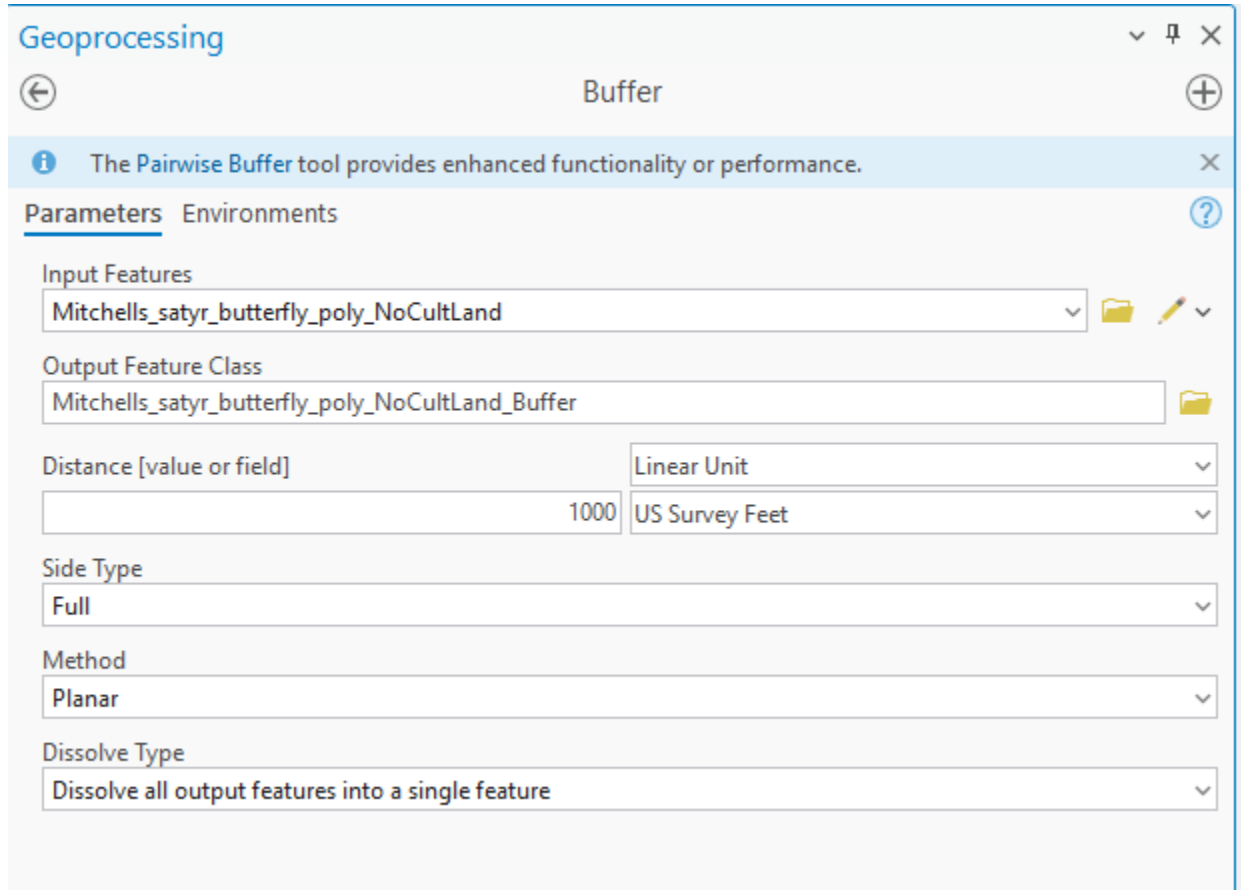 Geoprocessing
Buffer
The Pairwise Buffer tool provides enhanced functionality or performance.
Parameters Environments
Input Features
Mitchells_satyr_butterfly_poly_NoCultLand
Output Feature Class
Mitchells_satyr_butterfly_poly_NoCultLand_Buffer
Distance [value or field] Linear Unit
1000 US Survey Feet
Side Type
Full
Method
Planar
Dissolve Type
Dissolve all output features into a single feature